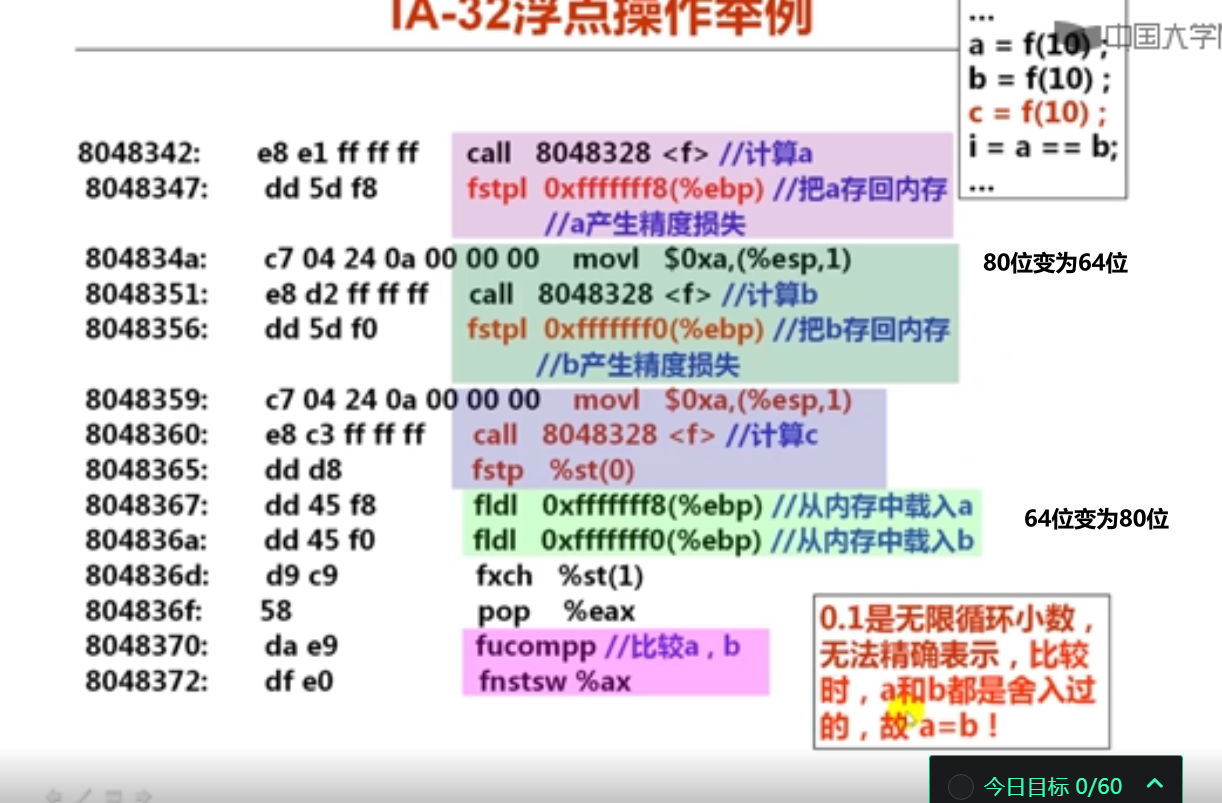 IA-32浮点操作举例
...
中国大学
a = f(10) ;
b = f(10) ;
c = f(10) ;
i = a == b;
...
8048342: e8 e1 ff ff ff call 8048328 <f> //计算a
8048347: dd 5d f8 fstpl 0xfffffff8(%ebp) //把a存回内存
//a产生精度损失
804834a: c7 04 24 0a 00 00 00 movl $0xa,(%esp,1)
80位变为64位
8048351: e8 d2 ff ff ff call 8048328 <f> //计算b
8048356: dd 5d f0 fstpl 0xfffffff0(%ebp) //把b存回内存
//b产生精度损失
8048359: c7 04 24 0a 00 00 00 movl $0xa,(%esp,1)
8048360: e8 c3 ff ff ff call 8048328 <f> //计算c
8048365: dd d8 fstp %st(0)
8048367: dd 45 f8 fldl 0xfffffff8(%ebp) //从内存中载入a
64位变为80位
804836a: dd 45 f0 fldl 0xfffffff0(%ebp) //从内存中载入b
804836d: d9 c9 fxch %st(1)
804836f: 58 pop %eax
8048370: da e9 fucompp //比较a , b
8048372: df e0 fnstsw %ax
0.1是无限循环小数，
无法精确表示，比较
时，a和b都是舍入过
的，故 a=b！
今日目标 0/60